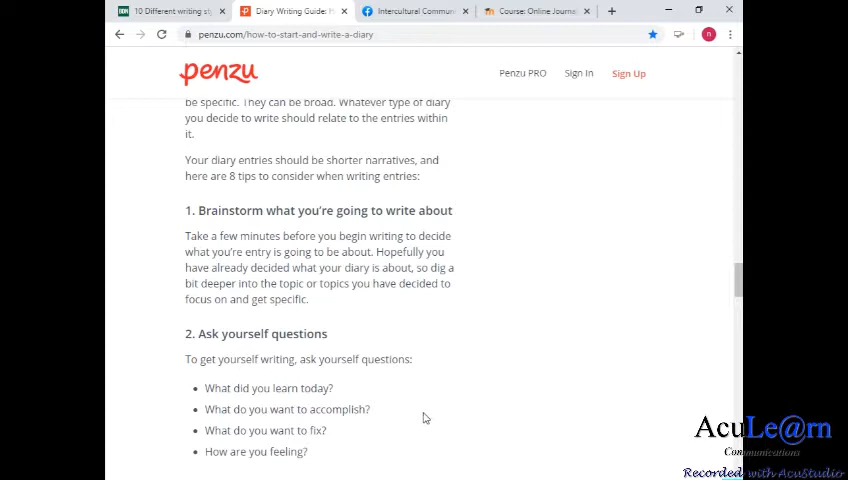 10 Different writing st
Diary Writing Guide: H
Intercultural Communi
Course: Online Journa
penzu.com/how-to-start-and-write-a-diary
penzu
Penzu PRO
Sign In
Sign Up
be specific. They can be broad. Whatever type of diary
you decide to write should relate to the entries within
it.
Your diary entries should be shorter narratives, and
here are 8 tips to consider when writing entries:
1. Brainstorm what you're going to write about
Take a few minutes before you begin writing to decide
what you're entry is going to be about. Hopefully you
have already decided what your diary is about, so dig a
bit deeper into the topic or topics you have decided to
focus on and get specific.
2. Ask yourself questions
To get yourself writing, ask yourself questions:
• What did you learn today?
• What do you want to accomplish?
• What do you want to fix?
• How are you feeling?
AcuLe@rn
Communications
Recorded with AcuStudio